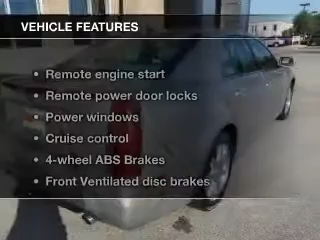 VEHICLE FEATURES
• Remote engine start
• Remote power door locks
• Power windows
• Cruise control
• 4-wheel ABS Brakes
• Front Ventilated disc brakes